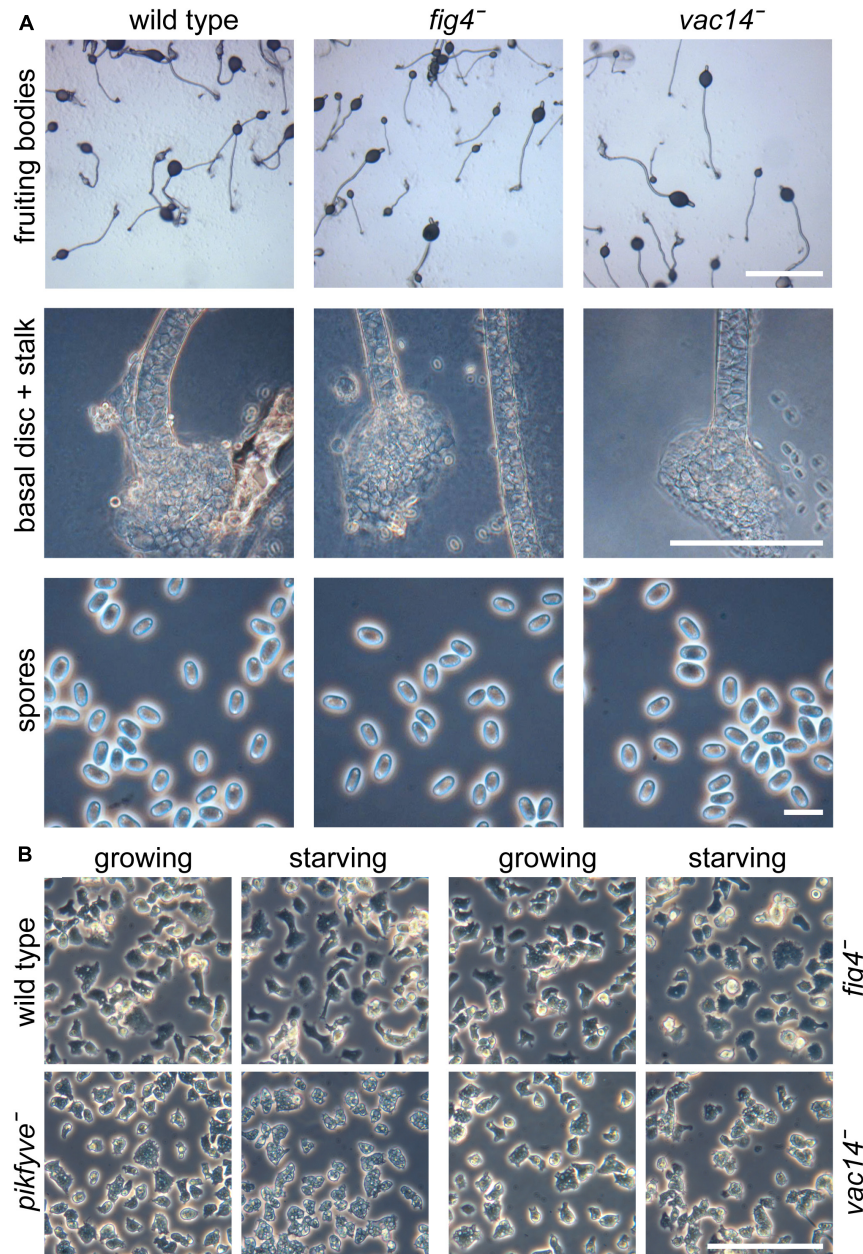 A
wild type fig4⁻ vac14⁻
fruiting bodies
basal disc + stalk
spores
B
growing starving growing starving
wild type
fig4⁻
pikfyve⁻
vac14⁻